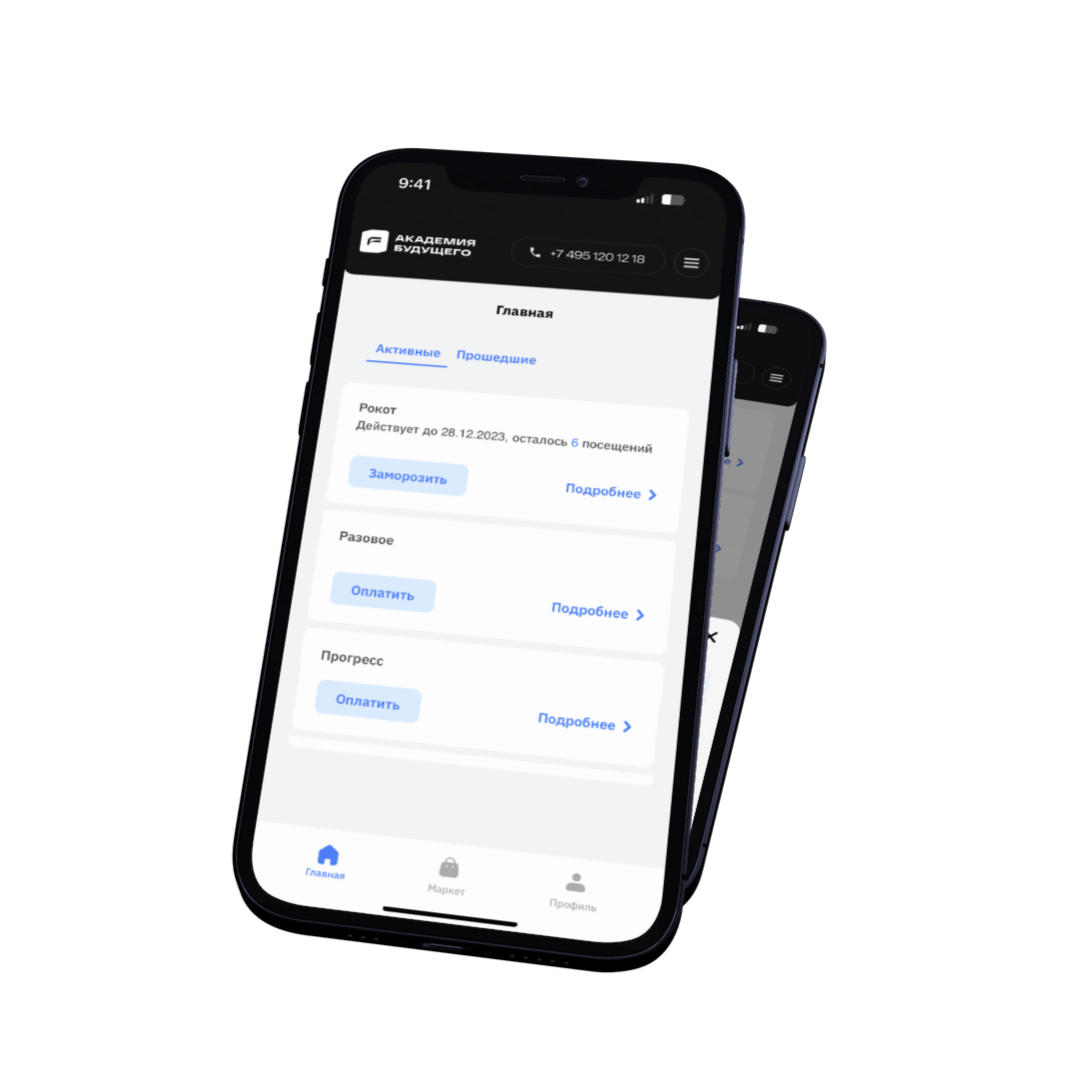 9:41
АКАДЕМИЯ
БУДУЩЕГО
+7 495 120 12 18
Главная
Активные Прошедшие
Рокот
Действует до 28.12.2023, осталось 6 посещений
Заморозить Подробнее
Разовое
Оплатить Подробнее
Прогресс
Оплатить Подробнее
Главная Маркет Профиль